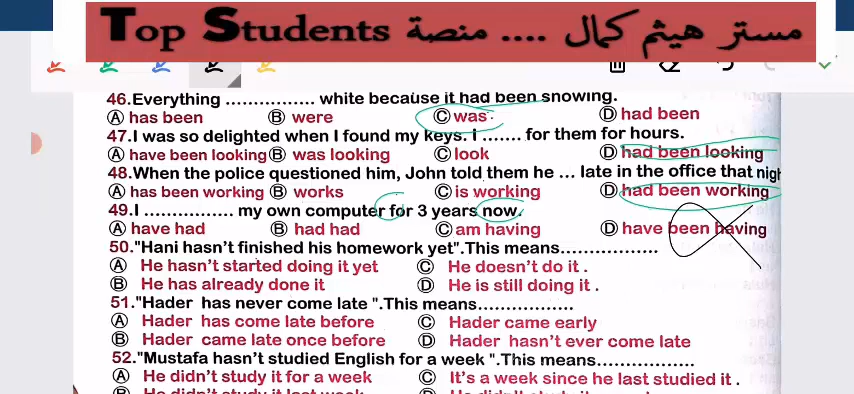 Top Students مستر هيثم كمال .... منصة
46.Everything ............... white because it had been snowing.
Ⓐ has been Ⓑ were Ⓒ was Ⓓ had been
47.I was so delighted when I found my keys. I ....... for them for hours.
Ⓐ have been looking Ⓑ was looking Ⓒ look Ⓓ had been looking
48.When the police questioned him, John told them he ... late in the office that
Ⓐ has been working Ⓑ works Ⓒ is working Ⓓ had been working
49.I ............... my own computer for 3 years now.
Ⓐ have had Ⓑ had had Ⓒ am having Ⓓ have been having
50."Hani hasn't finished his homework yet".This means.................
Ⓐ He hasn't started doing it yet Ⓒ He doesn't do it .
Ⓑ He has already done it Ⓓ He is still doing it .
51."Hader has never come late ".This means.................
Ⓐ Hader has come late before Ⓒ Hader came early
Ⓑ Hader came late once before Ⓓ Hader hasn't ever come late
52."Mustafa hasn't studied English for a week ".This means.................
Ⓐ He didn't study it for a week Ⓒ It's a week since he last studied it .